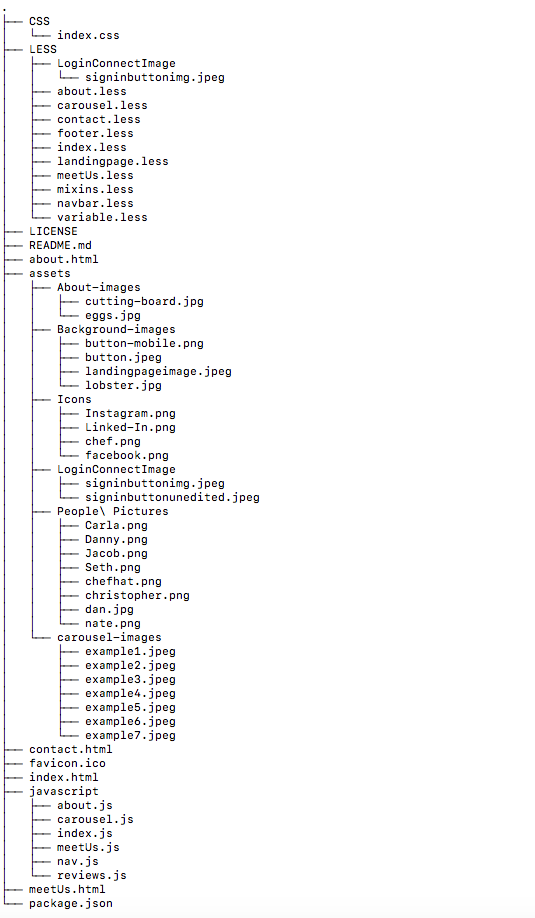 .
├── CSS
│   └── index.css
├── LESS
│   ├── LoginConnectImage
│   │   └── signinbuttonimg.jpeg
│   ├── about.less
│   ├── carousel.less
│   ├── contact.less
│   ├── footer.less
│   ├── index.less
│   ├── landingpage.less
│   ├── meetUs.less
│   ├── mixins.less
│   ├── navbar.less
│   └── variable.less
├── LICENSE
├── README.md
├── about.html
├── assets
│   ├── About-images
│   │   ├── cutting-board.jpg
│   │   └── eggs.jpg
│   ├── Background-images
│   │   ├── button-mobile.png
│   │   ├── button.jpeg
│   │   ├── landingpageimage.jpeg
│   │   └── lobster.jpg
│   ├── Icons
│   │   ├── Instagram.png
│   │   ├── Linked-In.png
│   │   ├── chef.png
│   │   └── facebook.png
│   ├── LoginConnectImage
│   │   ├── signinbuttonimg.jpeg
│   │   └── signinbuttonunedited.jpeg
│   ├── People\ Pictures
│   │   ├── Carla.png
│   │   ├── Danny.png
│   │   ├── Jacob.png
│   │   ├── Seth.png
│   │   ├── chefhat.png
│   │   ├── christopher.png
│   │   ├── dan.jpg
│   │   └── nate.png
│   └── carousel-images
│       ├── example1.jpeg
│       ├── example2.jpeg
│       ├── example3.jpeg
│       ├── example4.jpeg
│       ├── example5.jpeg
│       ├── example6.jpeg
│       └── example7.jpeg
├── contact.html
├── favicon.ico
├── index.html
├── javascript
│   ├── about.js
│   ├── carousel.js
│   ├── index.js
│   ├── meetUs.js
│   ├── nav.js
│   └── reviews.js
├── meetUs.html
└── package.json